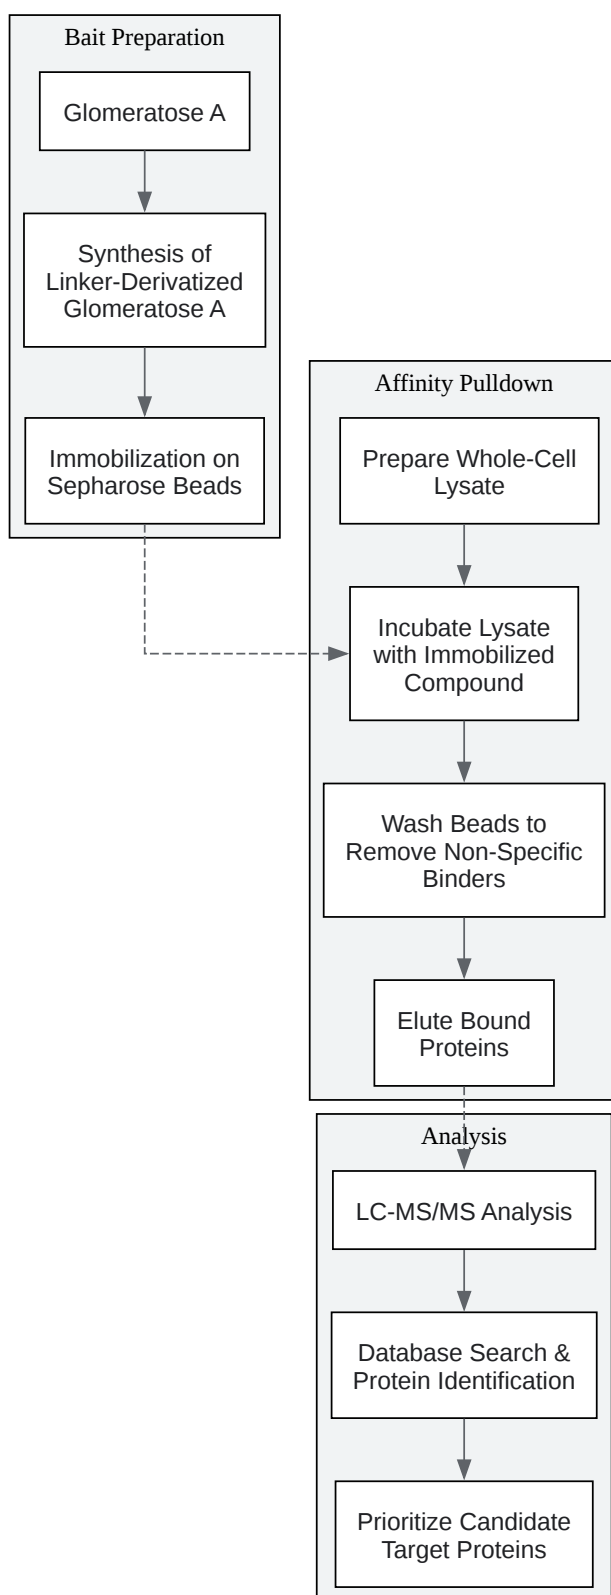 Bait Preparation
Glomeratose A
Synthesis of
Linker-Derivatized
Glomeratose A
Immobilization on
Sepharose Beads
Affinity Pulldown
Prepare Whole-Cell
Lysate
Incubate Lysate
with Immobilized
Compound
Wash Beads to
Remove Non-Specific
Binders
Elute Bound
Proteins
Analysis
LC-MS/MS Analysis
Database Search &
Protein Identification
Prioritize Candidate
Target Proteins